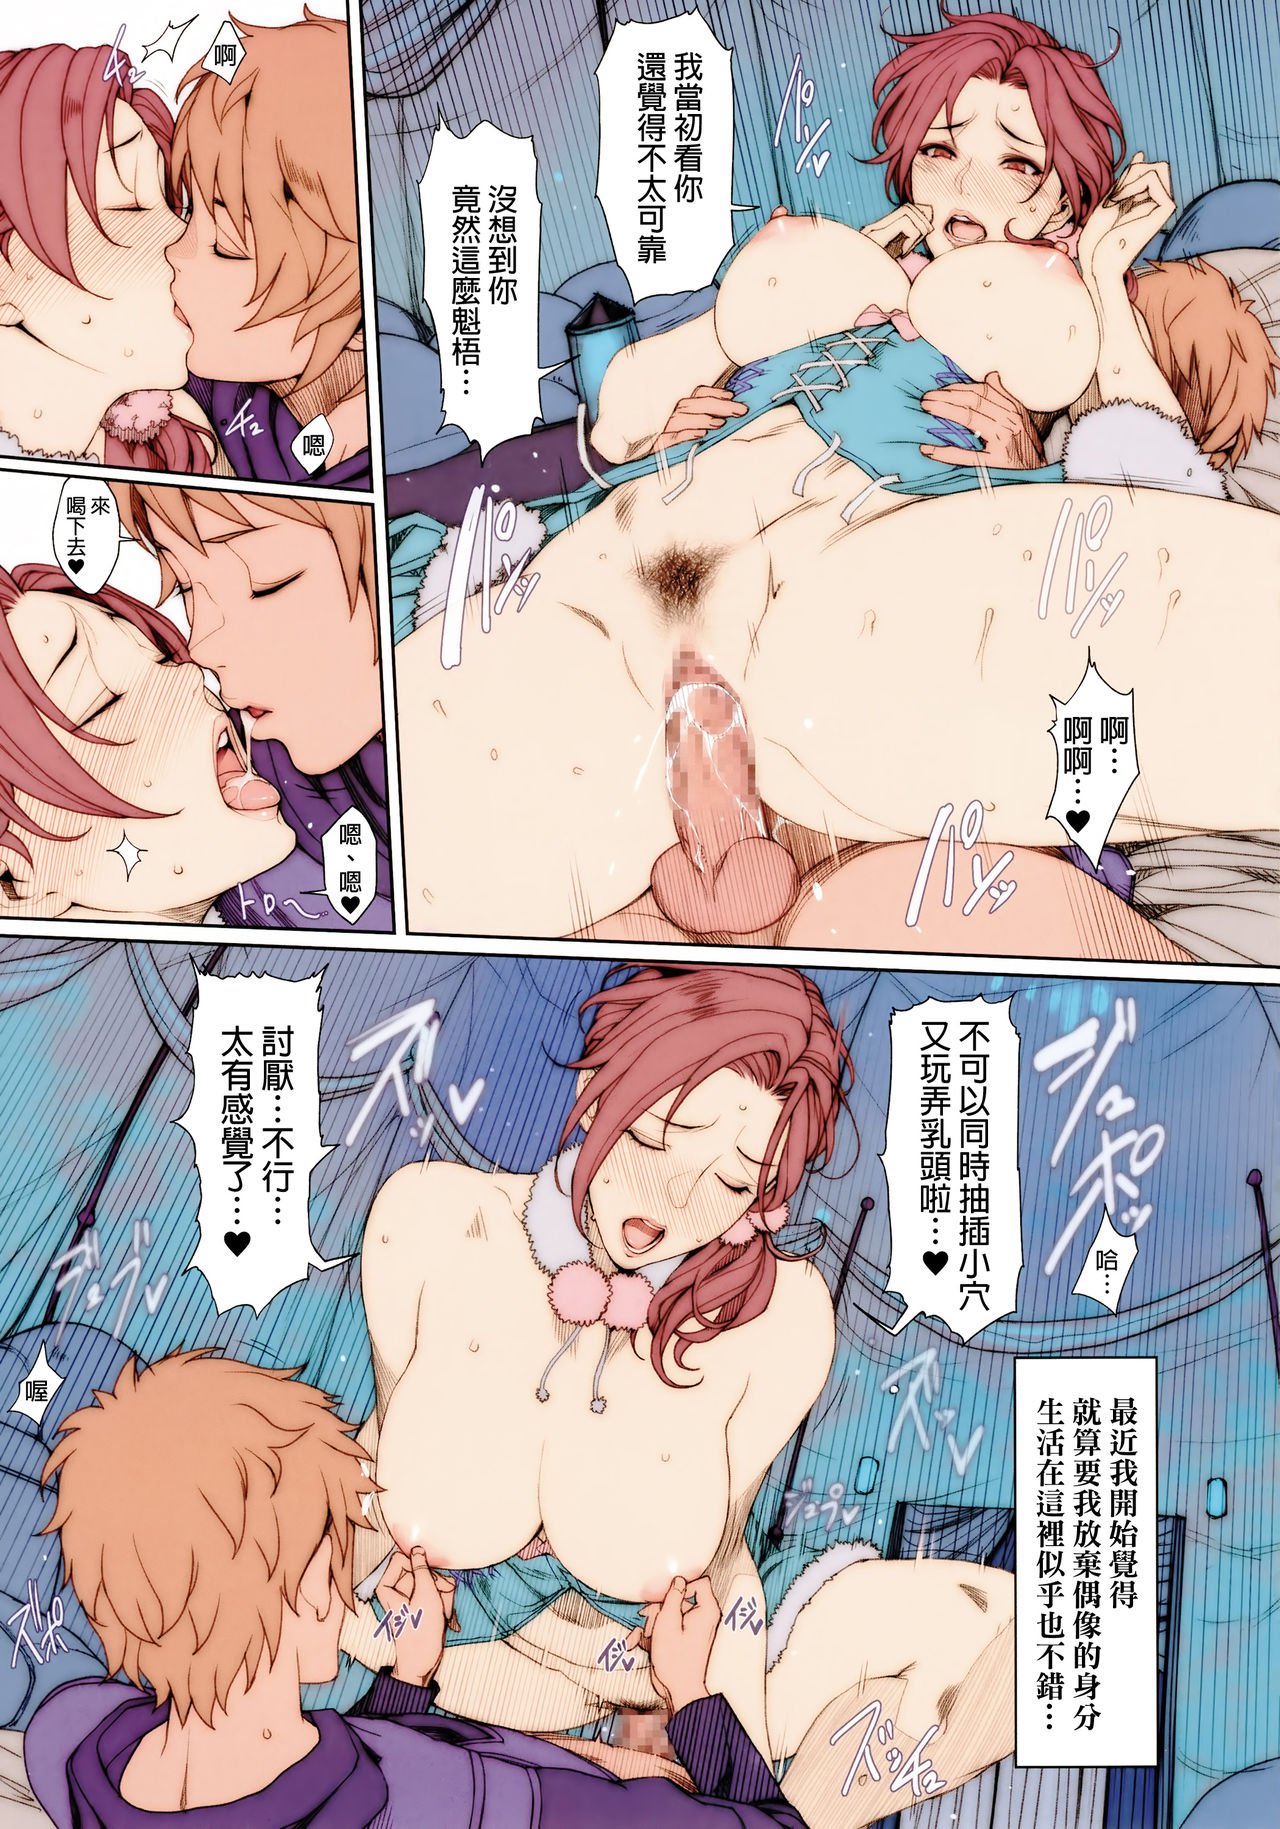 我當初看你
還覺得不太可靠
沒想到你
竟然這麼魁梧…
啊…
啊啊…♥
啊
嗯
來
喝下去♥
嗯、嗯♥
トロ〜
不可以同時抽插小穴
又玩弄乳頭啦…♥
哈…
討厭…不行…
太有感覺了…♥
喔
最近我開始覺得
就算要我放棄偶像的身分
生活在這裡似乎也不錯…